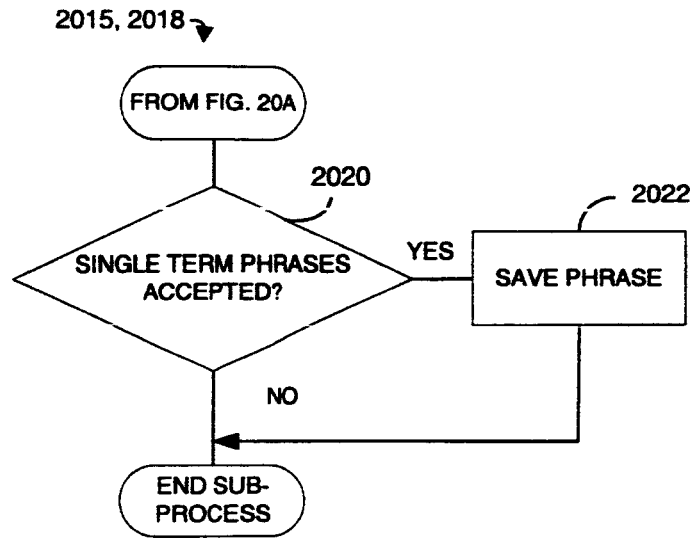 2015, 2018
FROM FIG. 20A
2020
SINGLE TERM PHRASES
ACCEPTED?
YES
2022
SAVE PHRASE
NO
END SUB-
PROCESS